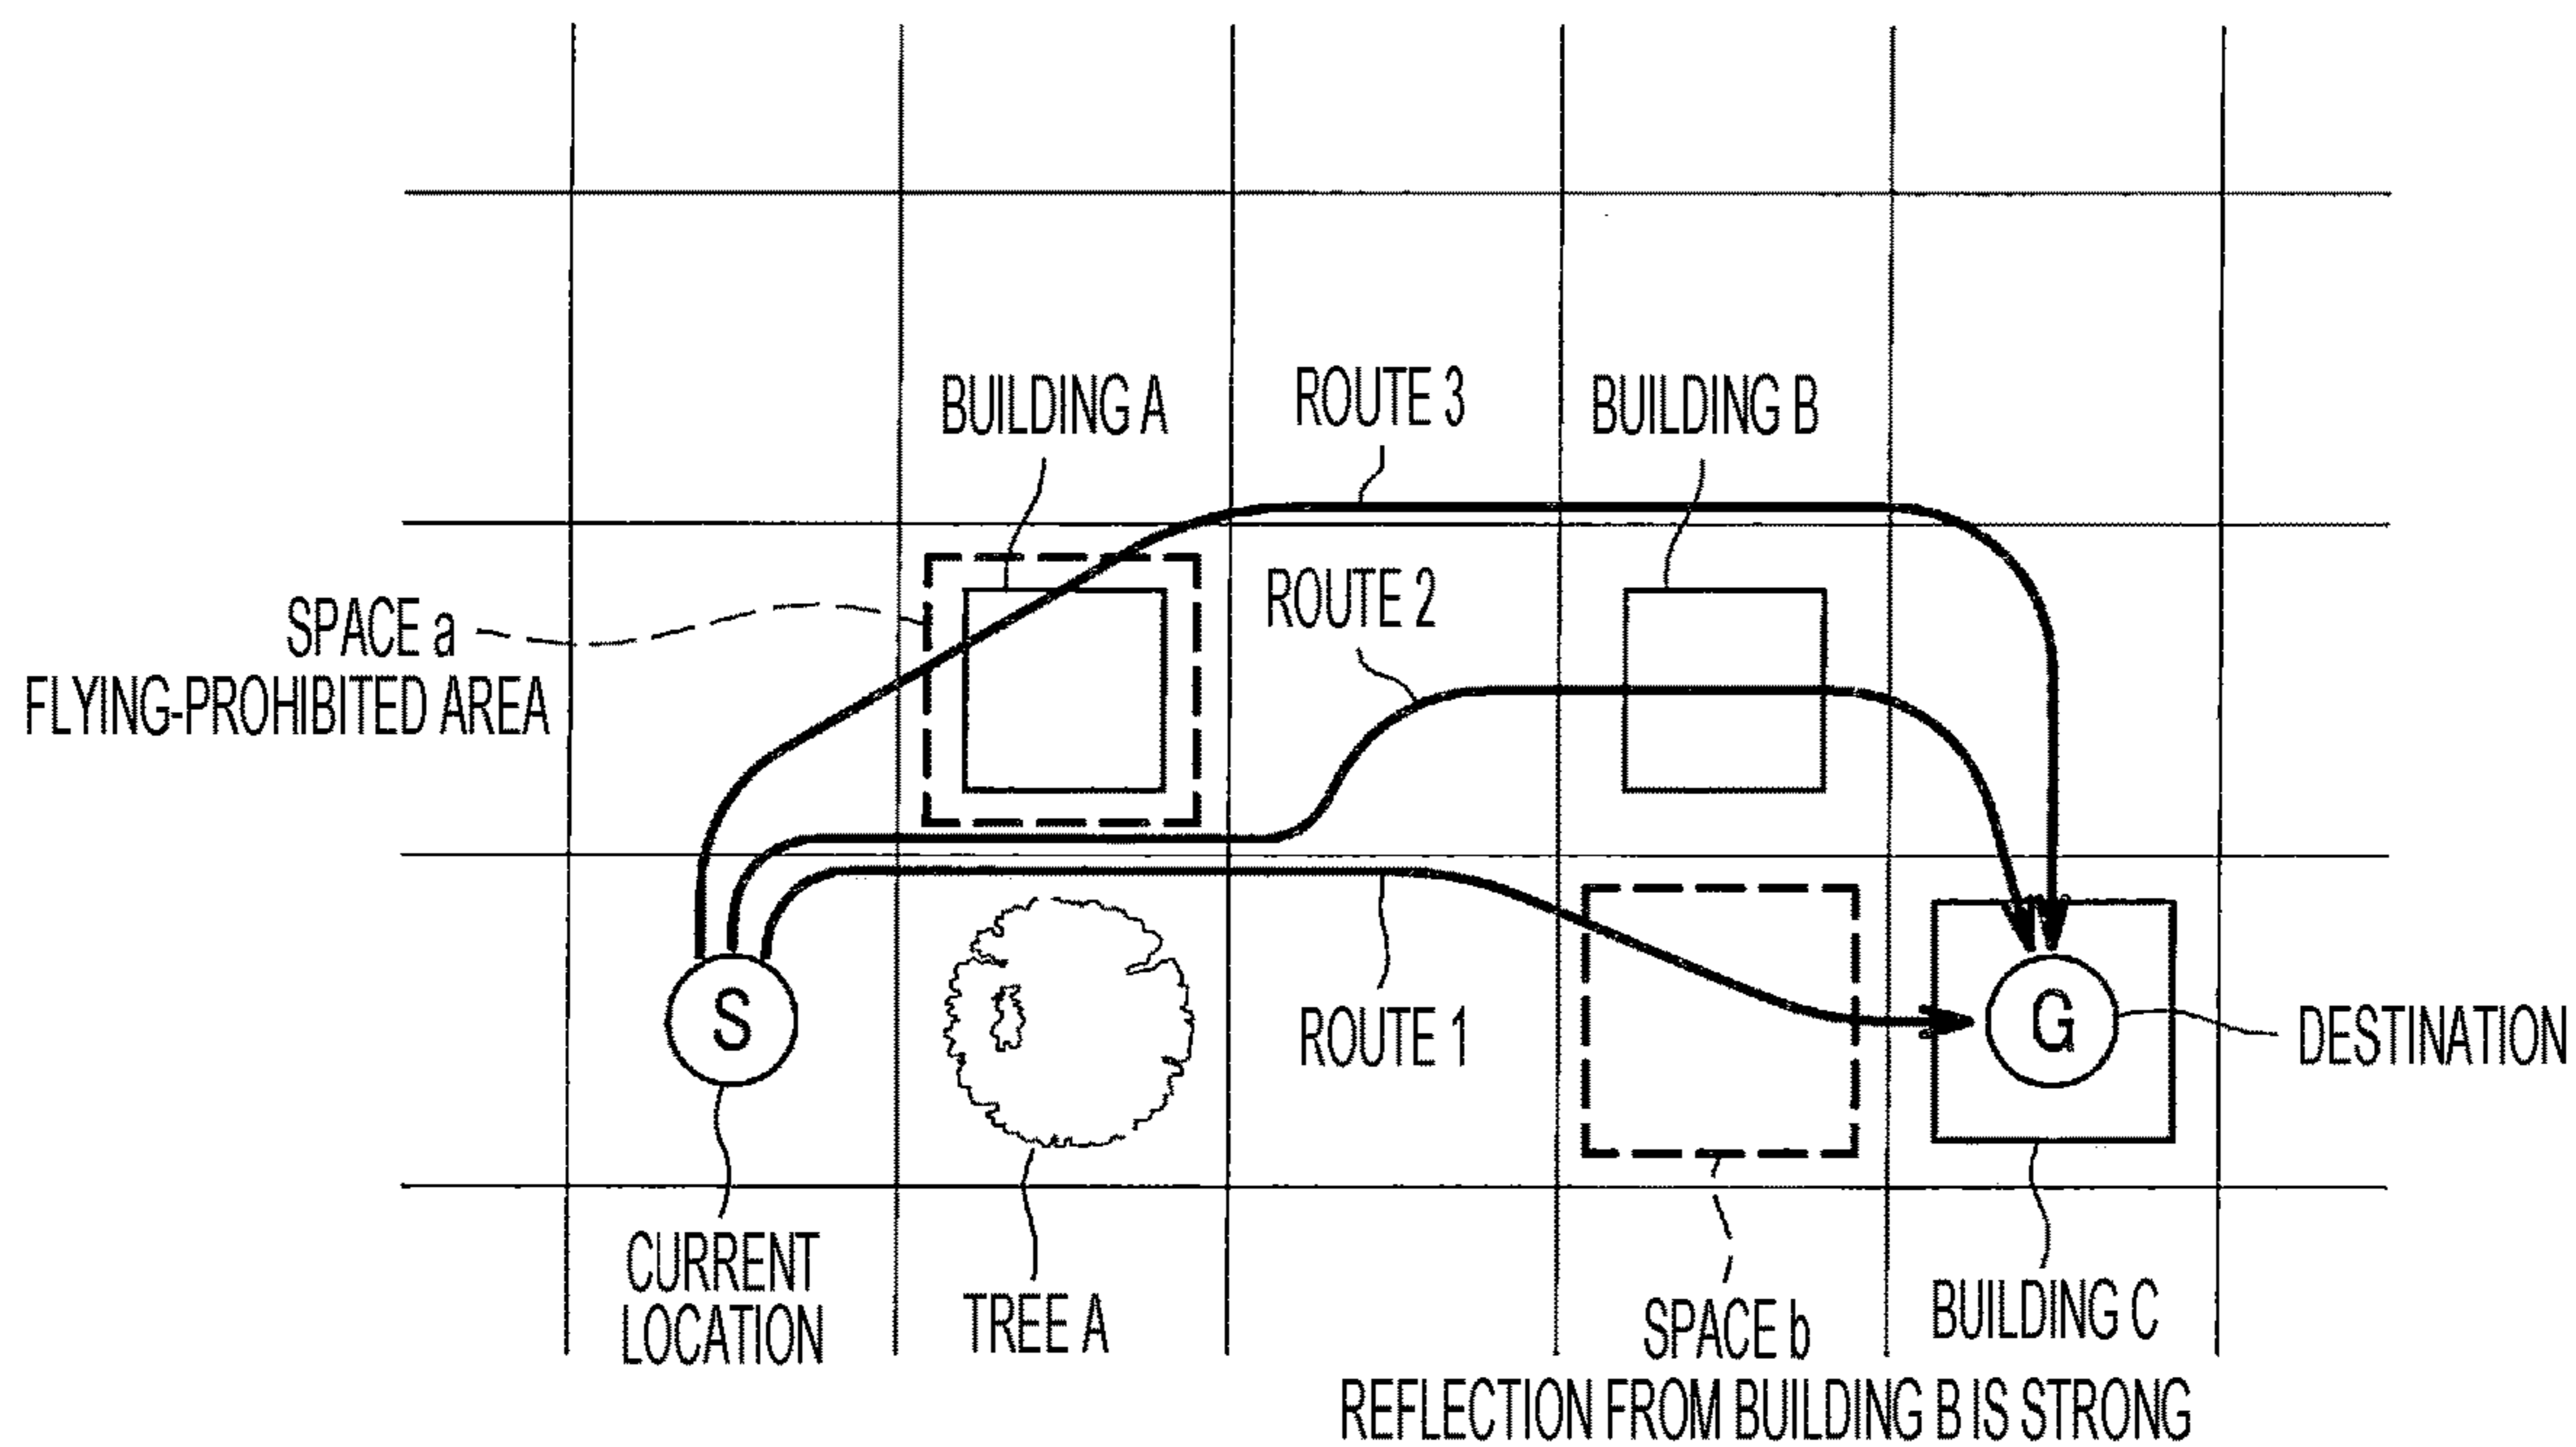 BUILDING A
ROUTE 3
BUILDING B
ROUTE 2
SPACE a
FLYING-PROHIBITED AREA
S
ROUTE 1
G
DESTINATION
CURRENT
LOCATION
TREE A
SPACE b
BUILDING C
REFLECTION FROM BUILDING B IS STRONG